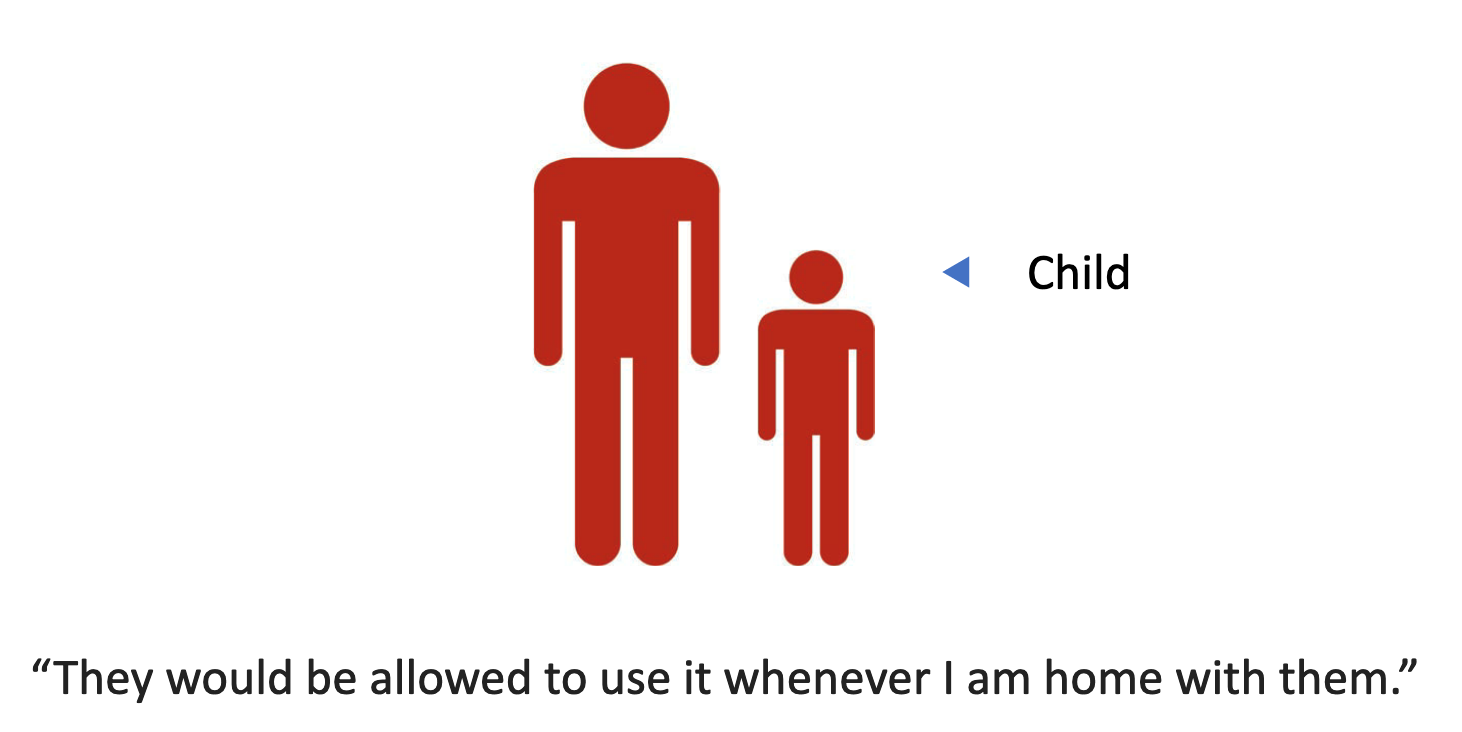 Child
“They would be allowed to use it whenever I am home with them.”